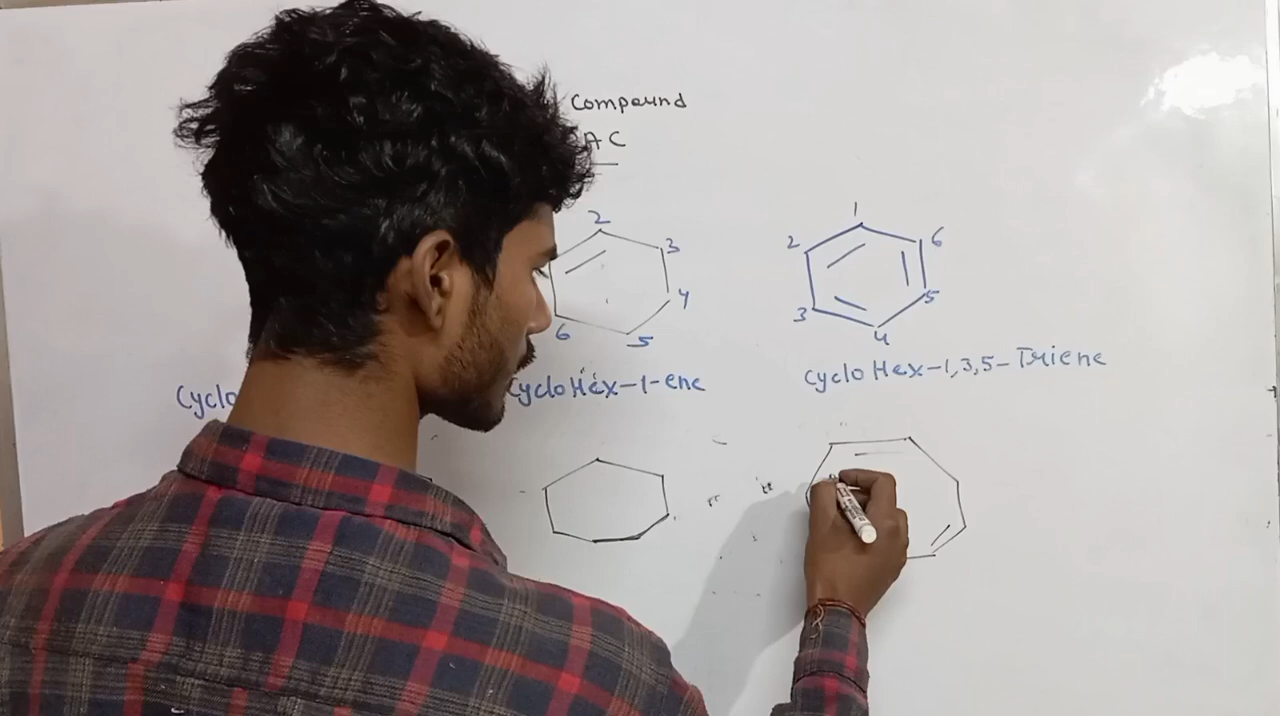 Compound
AC
2
3
4
5
6
1
2
3
4
5
6
Cyclo
CycloHex-1-ene
Cyclo Hex-1,3,5-Triene